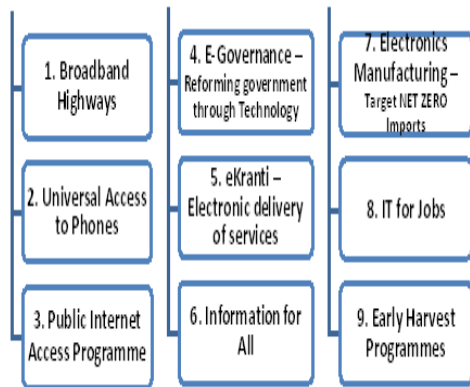 1. Broadband
Highways
2. Universal Access
to Phones
3. Public Internet
Access Programme
4. E-Governance –
Reforming government
through Technology
5. eKranti –
Electronic delivery
of services
6. Information for
All
7. Electronics
Manufacturing –
Target NET ZERO
Imports
8. IT for Jobs
9. Early Harvest
Programmes